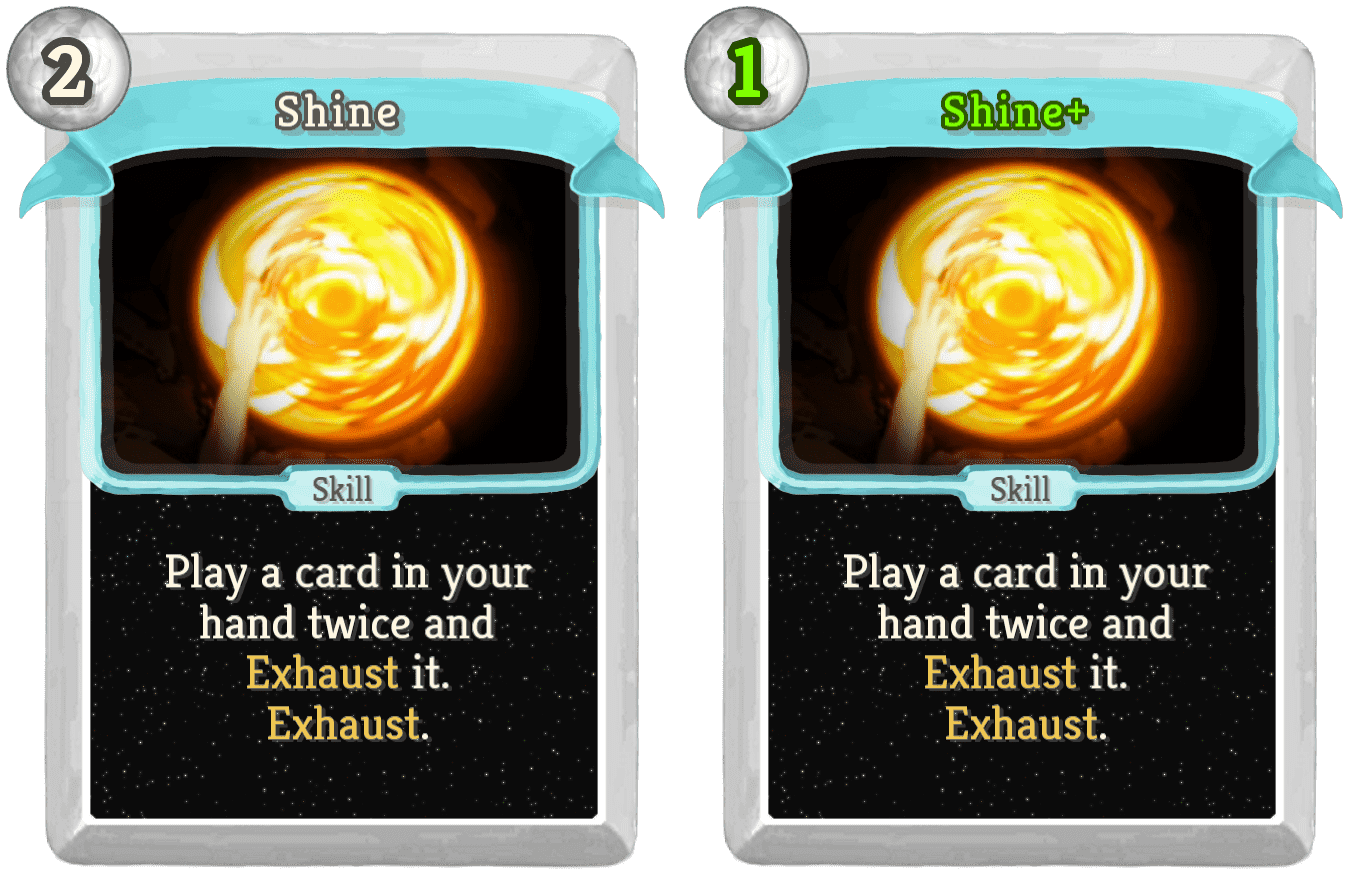 2
Shine
Skill
Play a card in your
hand twice and
Exhaust it.
Exhaust.
1
Shine+
Skill
Play a card in your
hand twice and
Exhaust it.
Exhaust.